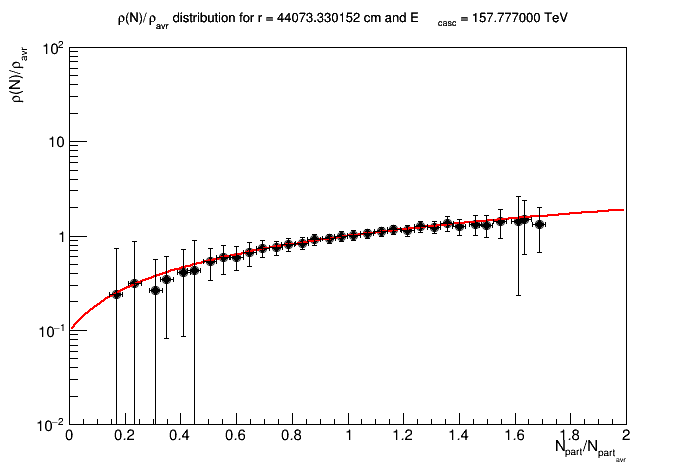 ρ(N)/ρavr distribution for r = 44073.330152 cm and E casc = 157.777000 TeV
ρ(N)/ρavr
10²
10
1
10⁻¹
10⁻²
0 0.2 0.4 0.6 0.8 1 1.2 1.4 1.6 1.8 2
Npart/Npartavr